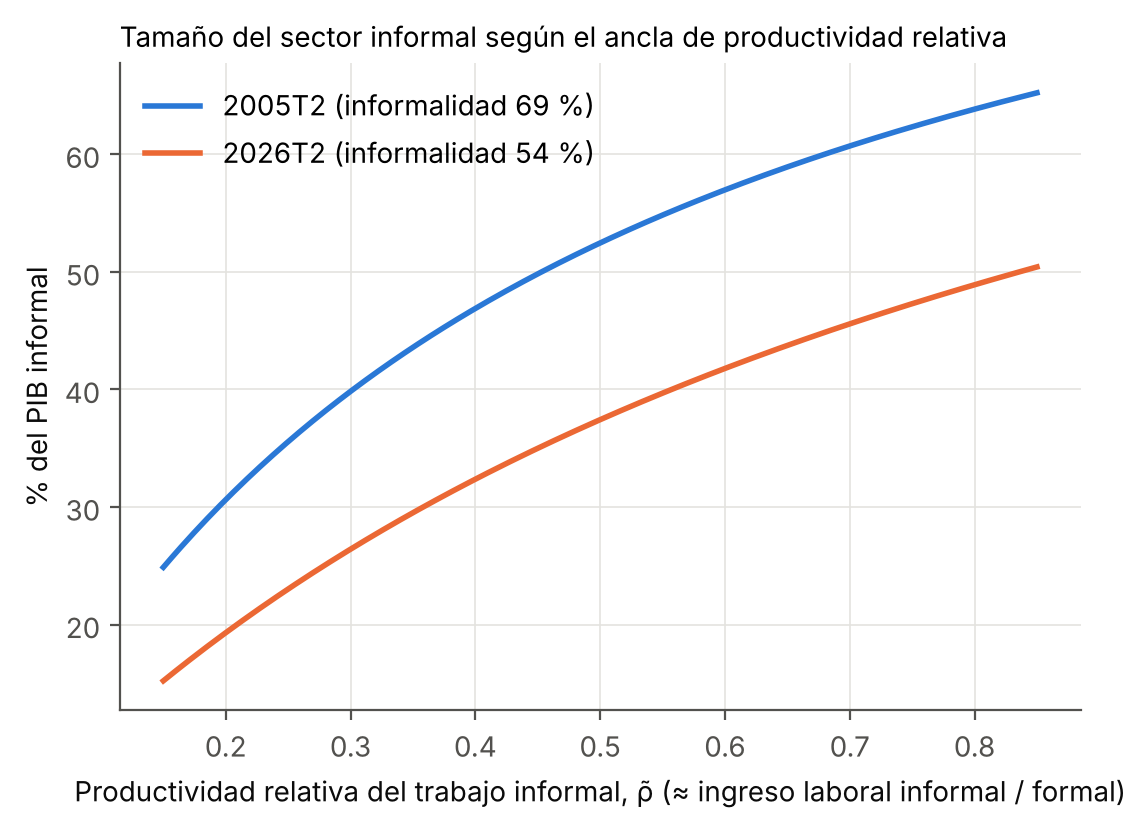 Tamaño del sector informal según el ancla de productividad relativa
2005T2 (informalidad 69 %)
2026T2 (informalidad 54 %)
% del PIB informal
60
50
40
30
20
0.2 0.3 0.4 0.5 0.6 0.7 0.8
Productividad relativa del trabajo informal, ρ̃ (≈ ingreso laboral informal / formal)